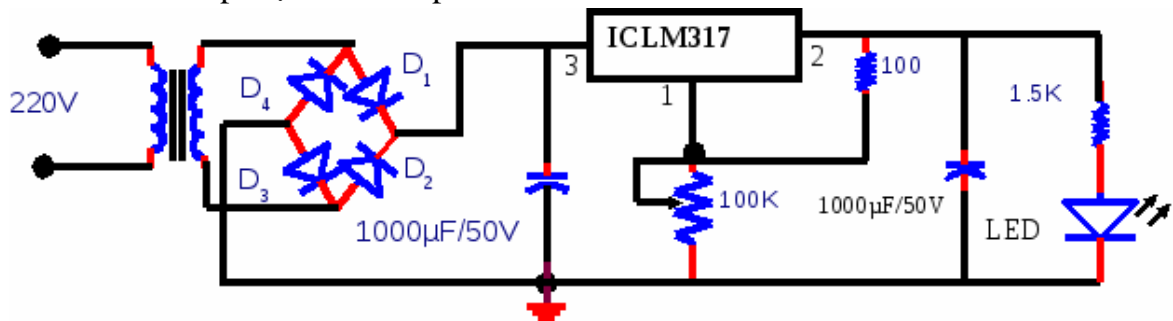 ICLM317
3
2
1
100
D1
D4
220V
1.5K
D3
D2
100K
1000µF/50V
1000µF/50V
LED